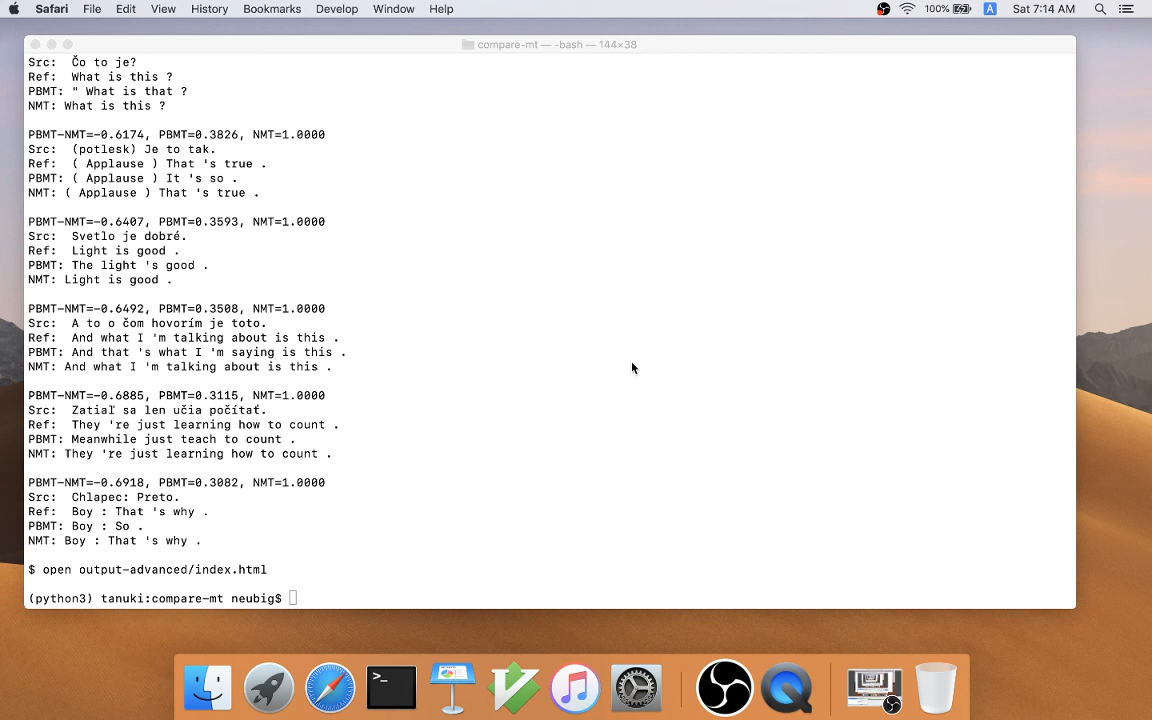 Safari File Edit View History Bookmarks Develop Window Help 100% A Sat 7:14 AM
compare-mt — -bash — 144×38
Src:  Čo to je?
Ref:  What is this ?
PBMT: " What is that ?
NMT: What is this ?
PBMT-NMT=-0.6174, PBMT=0.3826, NMT=1.0000
Src:  (potlesk) Je to tak.
Ref:  ( Applause ) That 's true .
PBMT: ( Applause ) It 's so .
NMT: ( Applause ) That 's true .
PBMT-NMT=-0.6407, PBMT=0.3593, NMT=1.0000
Src:  Svetlo je dobré.
Ref:  Light is good .
PBMT: The light 's good .
NMT: Light is good .
PBMT-NMT=-0.6492, PBMT=0.3508, NMT=1.0000
Src:  A to o čom hovorím je toto.
Ref:  And what I 'm talking about is this .
PBMT: And that 's what I 'm saying is this .
NMT: And what I 'm talking about is this .
PBMT-NMT=-0.6885, PBMT=0.3115, NMT=1.0000
Src:  Zatiaľ sa len učia počítať.
Ref:  They 're just learning how to count .
PBMT: Meanwhile just teach to count .
NMT: They 're just learning how to count .
PBMT-NMT=-0.6918, PBMT=0.3082, NMT=1.0000
Src:  Chlapec: Preto.
Ref:  Boy : That 's why .
PBMT: Boy : So .
NMT: Boy : That 's why .
$ open output-advanced/index.html
(python3) tanuki:compare-mt neubig$
>_